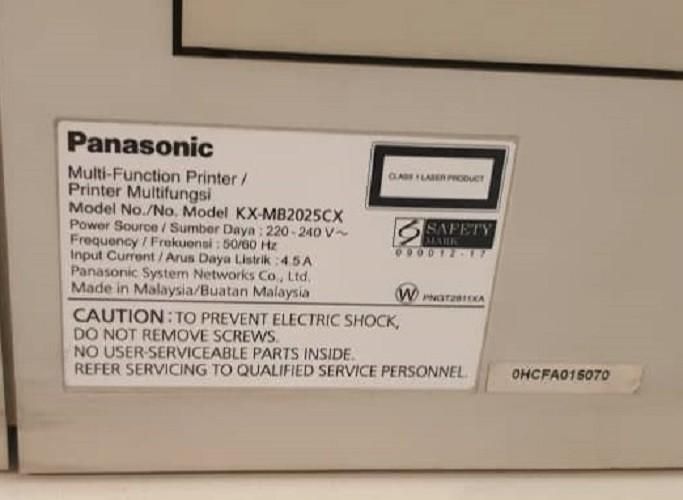 Panasonic
Multi-Function Printer /
Printer Multifungsi
Model No./No. Model KX-MB2025CX
Power Source / Sumber Daya : 220 - 240 V∼
Frequency / Frekuensi : 50/60 Hz
Input Current / Arus Daya Listrik : 4.5 A
Panasonic System Networks Co., Ltd.
Made in Malaysia/Buatan Malaysia
CLASS 1 LASER PRODUCT
SAFETY
MARK
090012-17
W
CAUTION : TO PREVENT ELECTRIC SHOCK,
DO NOT REMOVE SCREWS.
NO USER-SERVICEABLE PARTS INSIDE.
REFER SERVICING TO QUALIFIED SERVICE PERSONNEL.
0HCFA015070